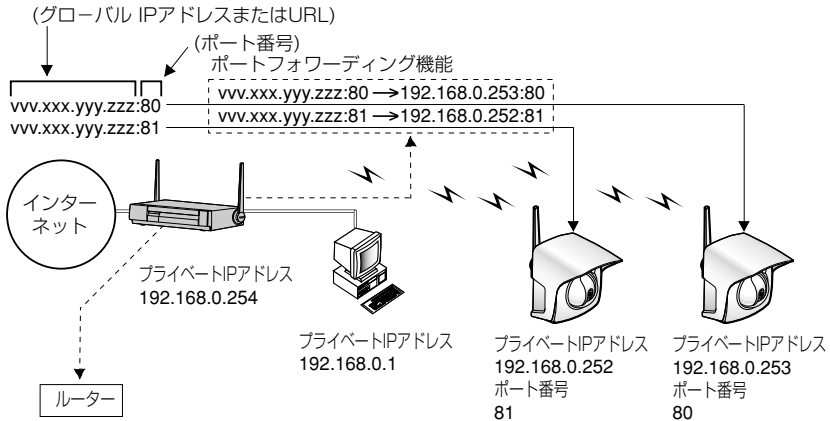 (グローバル IPアドレスまたはURL)
(ポート番号)
ポートフォワーディング機能
vvv.xxx.yyy.zzz:80
vvv.xxx.yyy.zzz:80→192.168.0.253:80
vvv.xxx.yyy.zzz:81
vvv.xxx.yyy.zzz:81→192.168.0.252:81
インター
ネット
プライベートIPアドレス
192.168.0.254
プライベートIPアドレス
192.168.0.1
プライベートIPアドレス
192.168.0.252
ポート番号
81
プライベートIPアドレス
192.168.0.253
ポート番号
80
ルーター